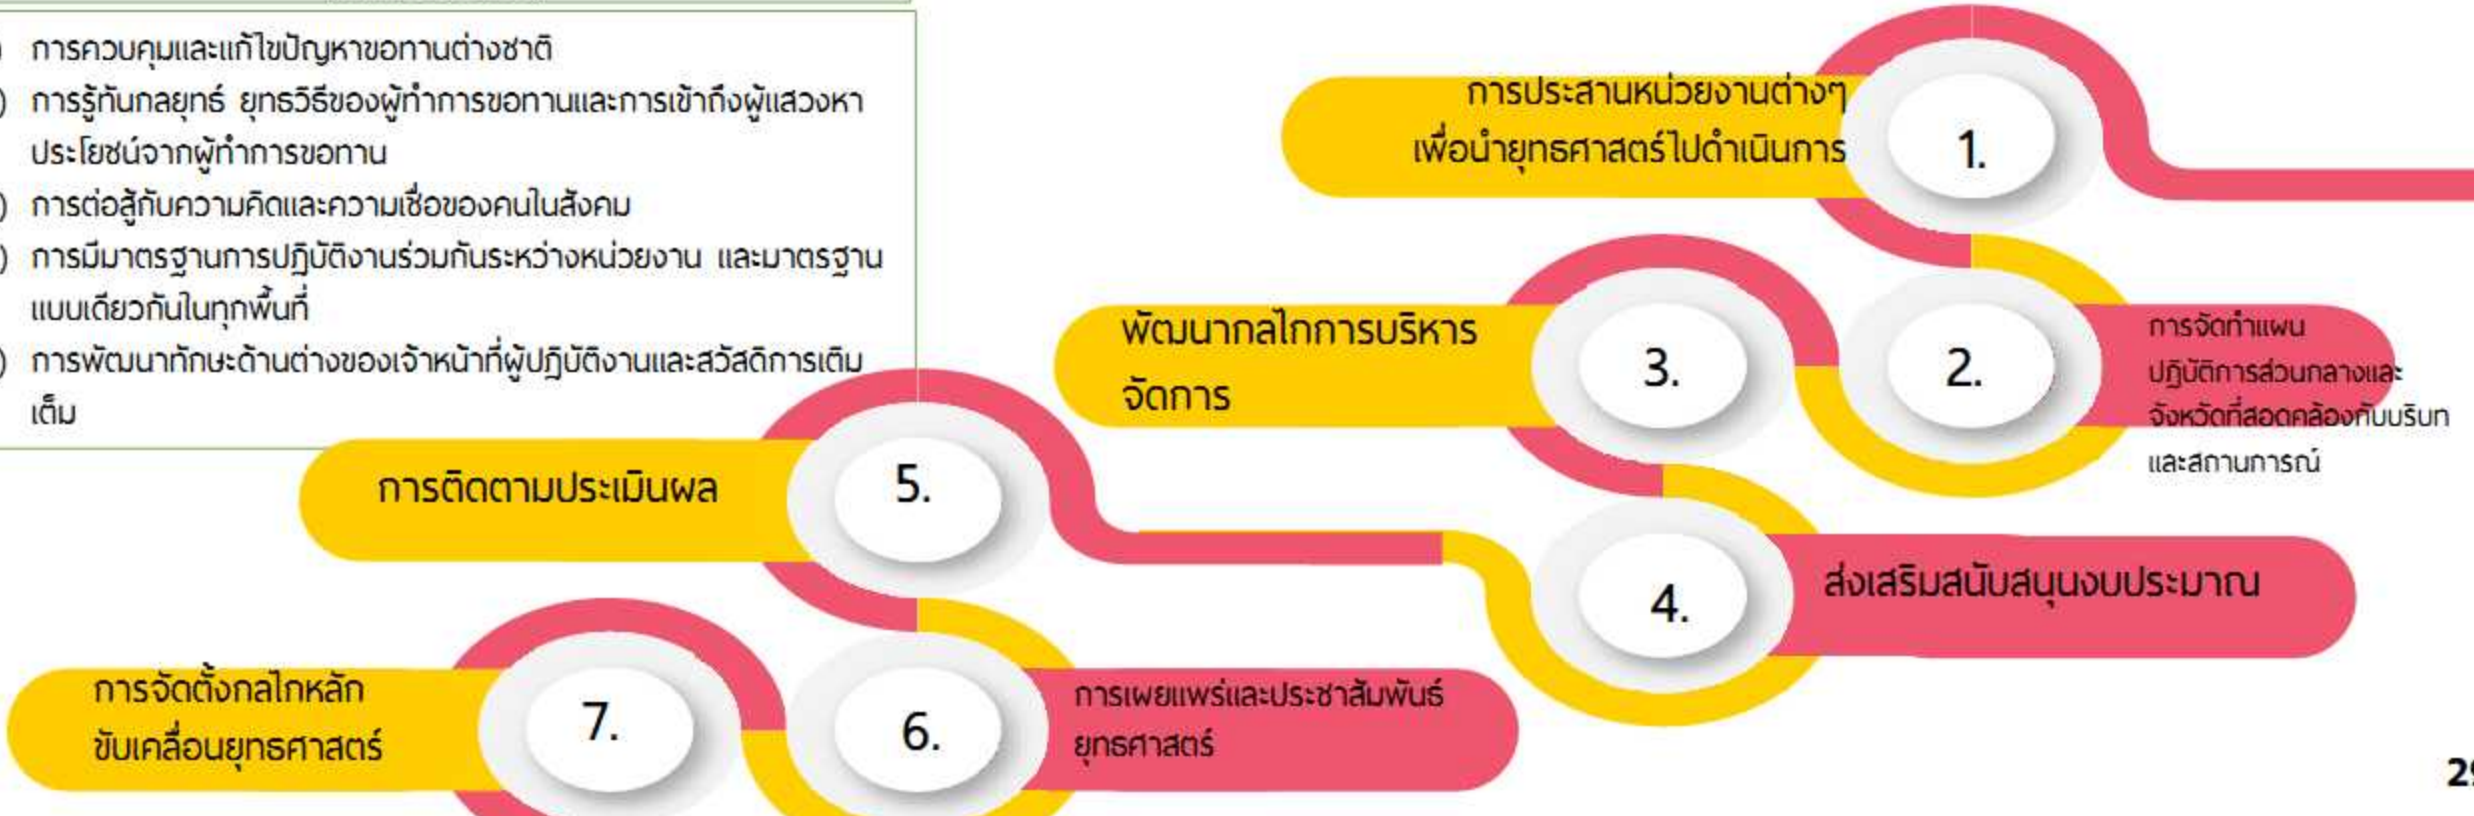 ) การควบคุมและแก้ไขปัญหาขอทานต่างชาติ
) การรู้ทันกลยุทธ์ ยุทธวิธีของผู้ทำการขอทานและการเข้าถึงผู้แสวงหา
ประโยชน์จากผู้ทำการขอทาน
) การต่อสู้กับความคิดและความเชื่อของคนในสังคม
) การมีมาตรฐานการปฏิบัติงานร่วมกันระหว่างหน่วยงาน และมาตรฐาน
แบบเดียวกันในทุกพื้นที่
) การพัฒนาทักษะด้านต่างของเจ้าหน้าที่ผู้ปฏิบัติงานและสวัสดิการเติม
เต็ม
การประสานหน่วยงานต่างๆ
เพื่อนำยุทธศาสตร์ไปดำเนินการ
1.
2.
การจัดทำแผน
ปฏิบัติการส่วนกลางและ
จังหวัดที่สอดคล้องกับบริบท
และสถานการณ์
พัฒนากลไกการบริหาร
จัดการ
3.
4.
ส่งเสริมสนับสนุนงบประมาณ
การติดตามประเมินผล
5.
6.
การเผยแพร่และประชาสัมพันธ์
ยุทธศาสตร์
การจัดตั้งกลไกหลัก
ขับเคลื่อนยุทธศาสตร์
7.
29